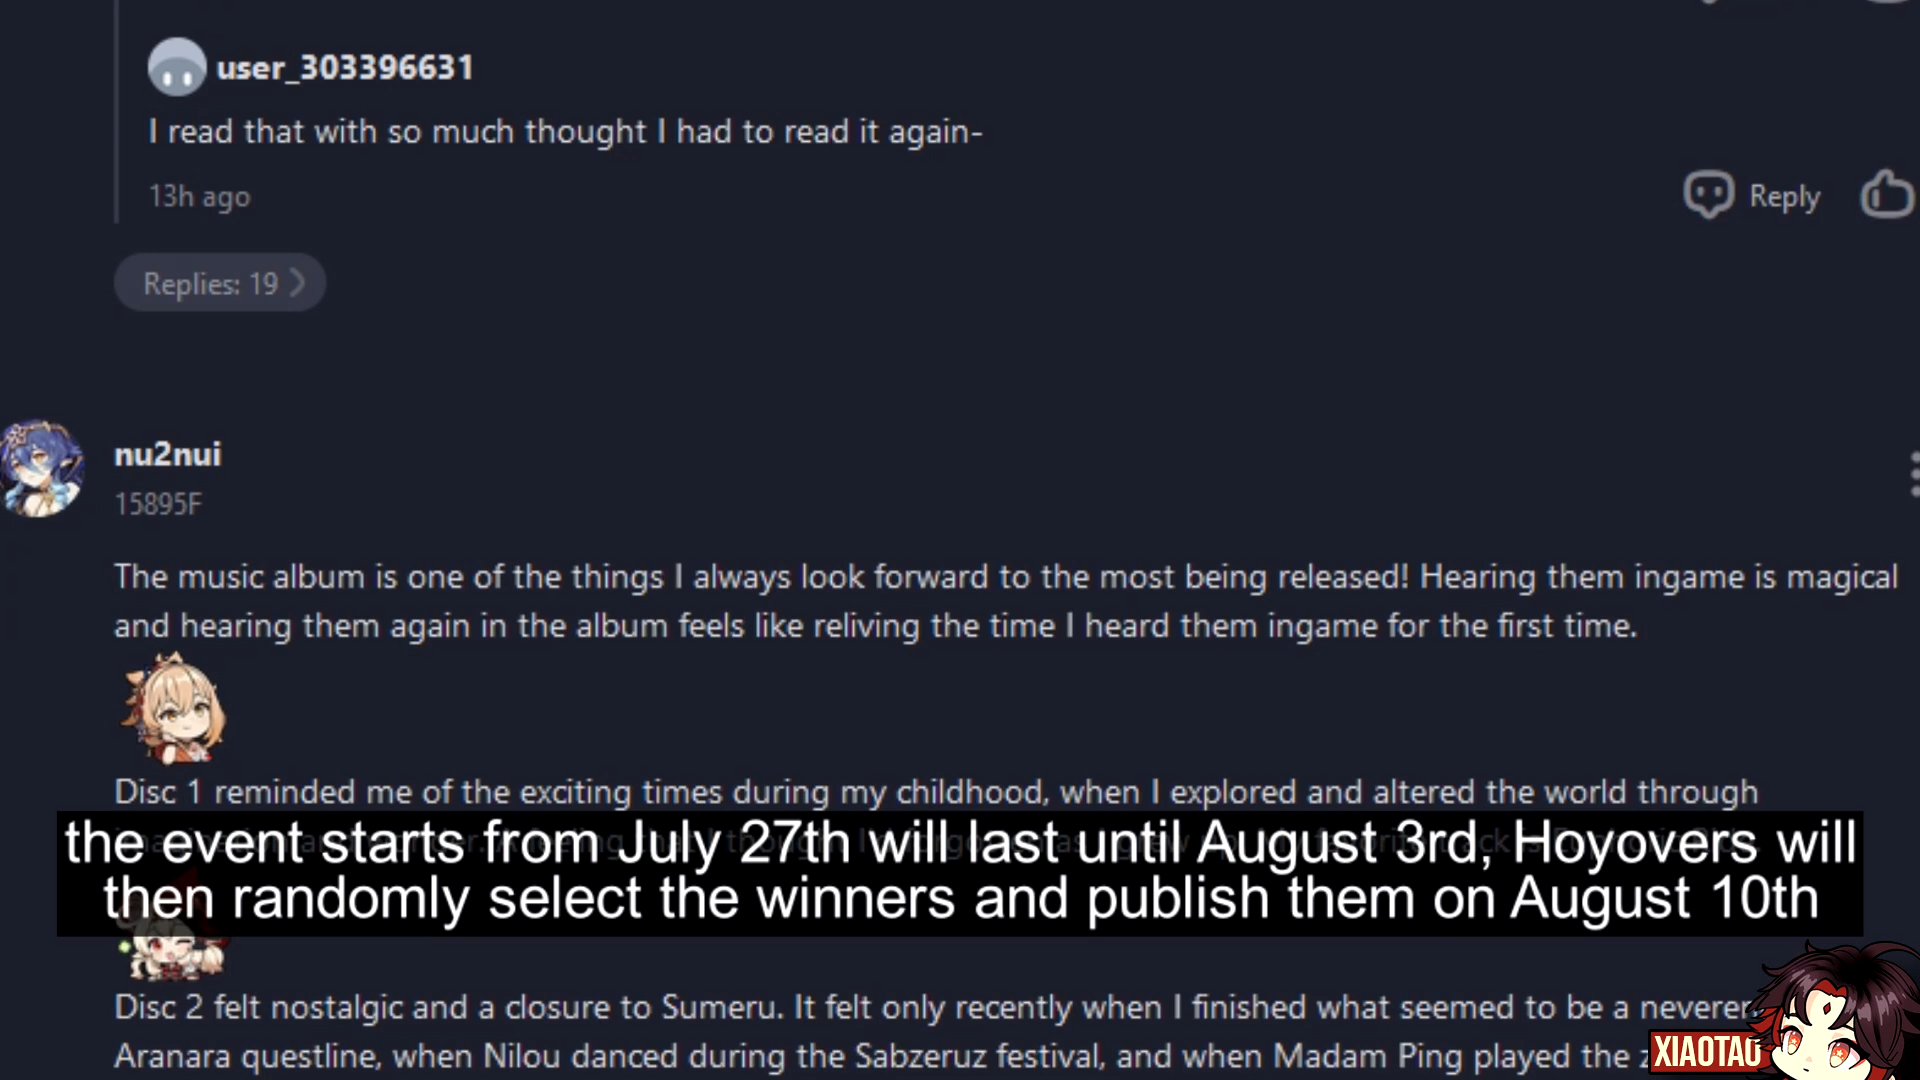 user_303396631
I read that with so much thought I had to read it again-
13h ago
Reply
Replies: 19
nu2nui
15895F
The music album is one of the things I always look forward to the most being released! Hearing them ingame is magical
and hearing them again in the album feels like reliving the time I heard them ingame for the first time.
Disc 1 reminded me of the exciting times during my childhood, when I explored and altered the world through
the event starts from July 27th will last until August 3rd, Hoyovers will
then randomly select the winners and publish them on August 10th
Disc 2 felt nostalgic and a closure to Sumeru. It felt only recently when I finished what seemed to be a
Aranara questline, when Nilou danced during the Sabzeruz festival, and when Madam Ping played the
XIAOTAO